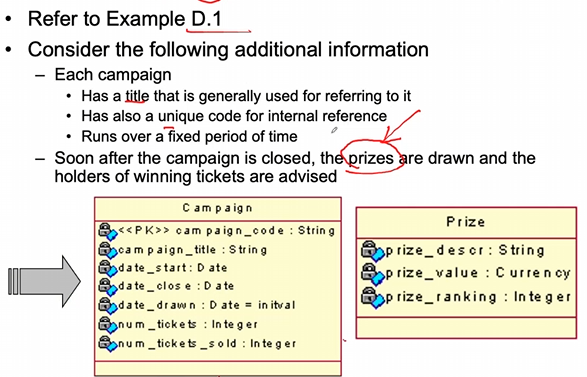 • Refer to Example D.1
• Consider the following additional information
– Each campaign
• Has a title that is generally used for referring to it
• Has also a unique code for internal reference
• Runs over a fixed period of time
– Soon after the campaign is closed, the prizes are drawn and the
holders of winning tickets are advised
Campaign
<<PK>> campaign_code : String
campaign_title : String
date_start : Date
date_close : Date
date_drawn : Date = initval
num_tickets : Integer
num_tickets_sold : Integer
Prize
prize_descr : String
prize_value : Currency
prize_ranking : Integer